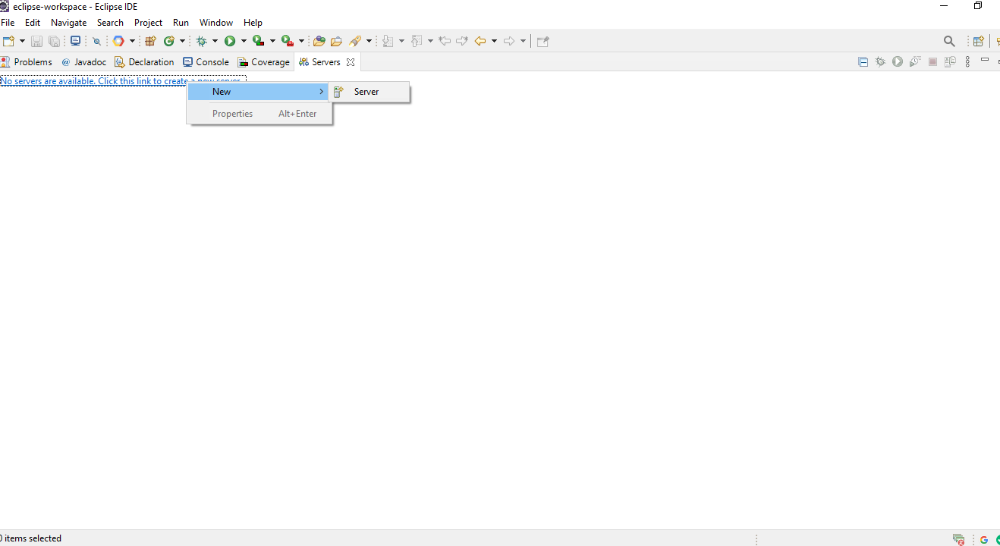 eclipse-workspace - Eclipse IDE
File Edit Navigate Search Project Run Window Help
Problems @ Javadoc Declaration Console Coverage Servers
No servers are available. Click this link to create a new server...
New > Server
Properties Alt+Enter
0 items selected
G